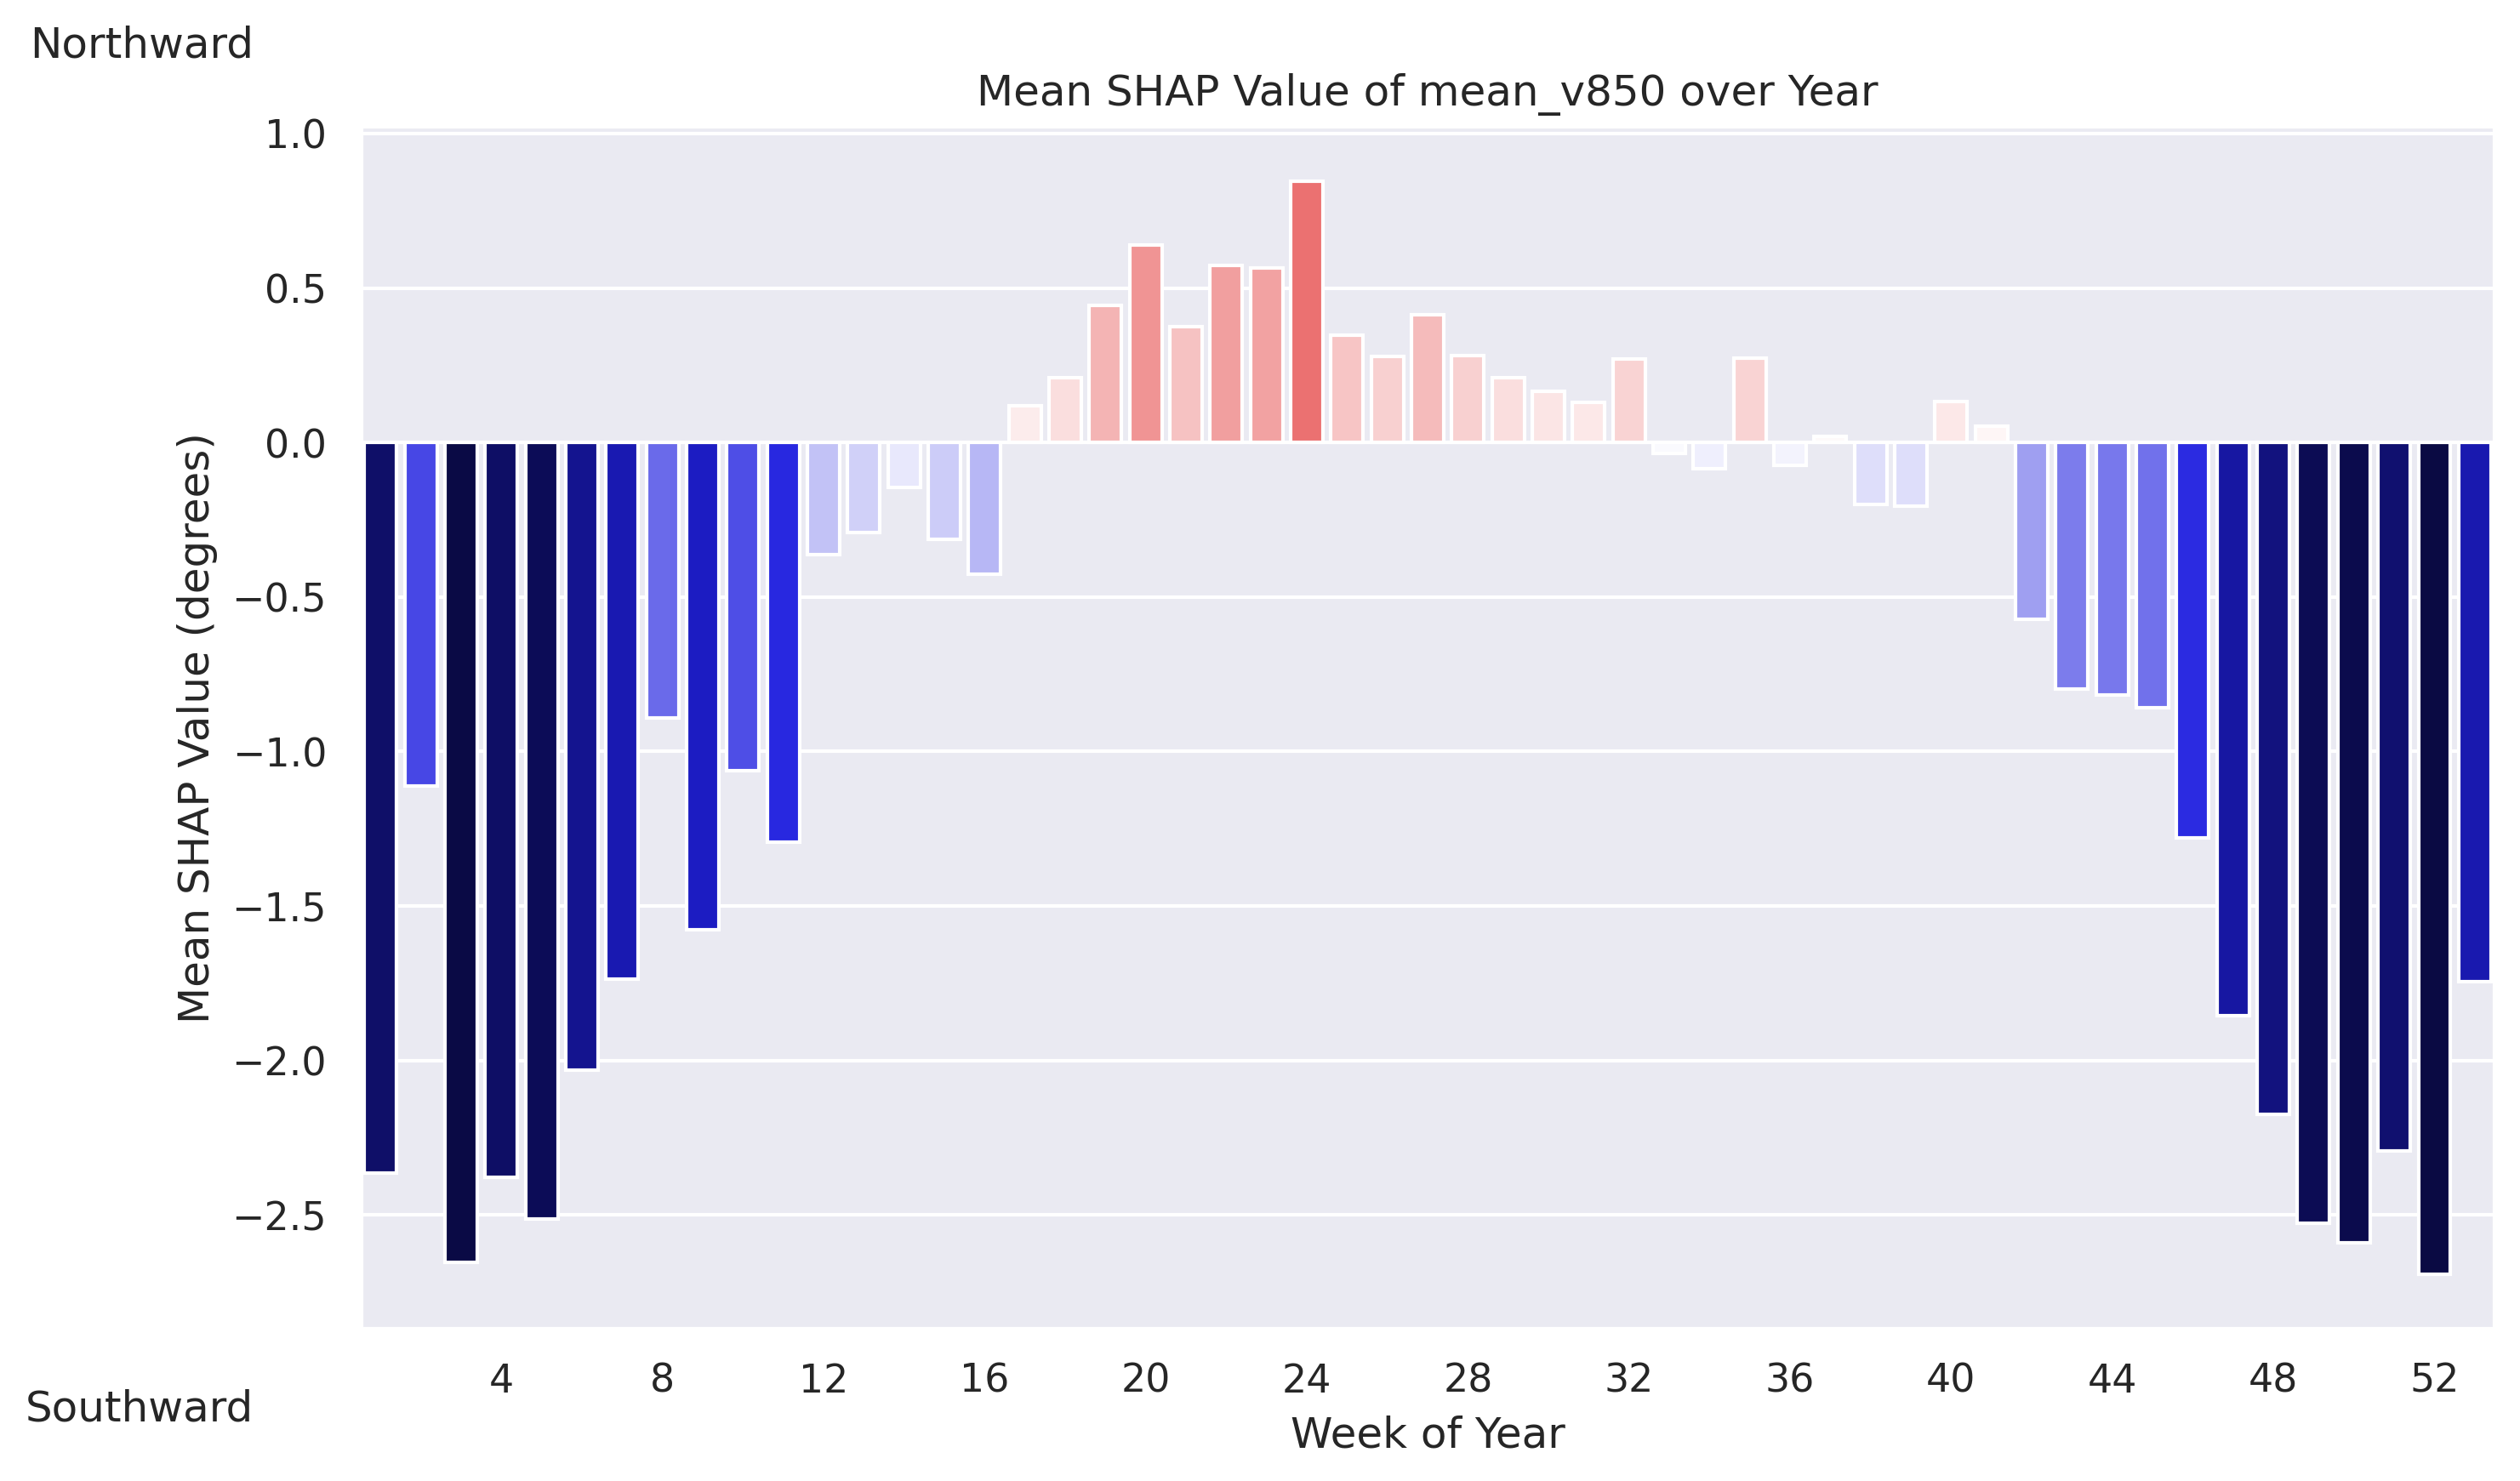 Northward
Mean SHAP Value of mean_v850 over Year
1.0
0.5
0.0
−0.5
−1.0
−1.5
−2.0
−2.5
Mean SHAP Value (degrees)
4 8 12 16 20 24 28 32 36 40 44 48 52
Southward
Week of Year